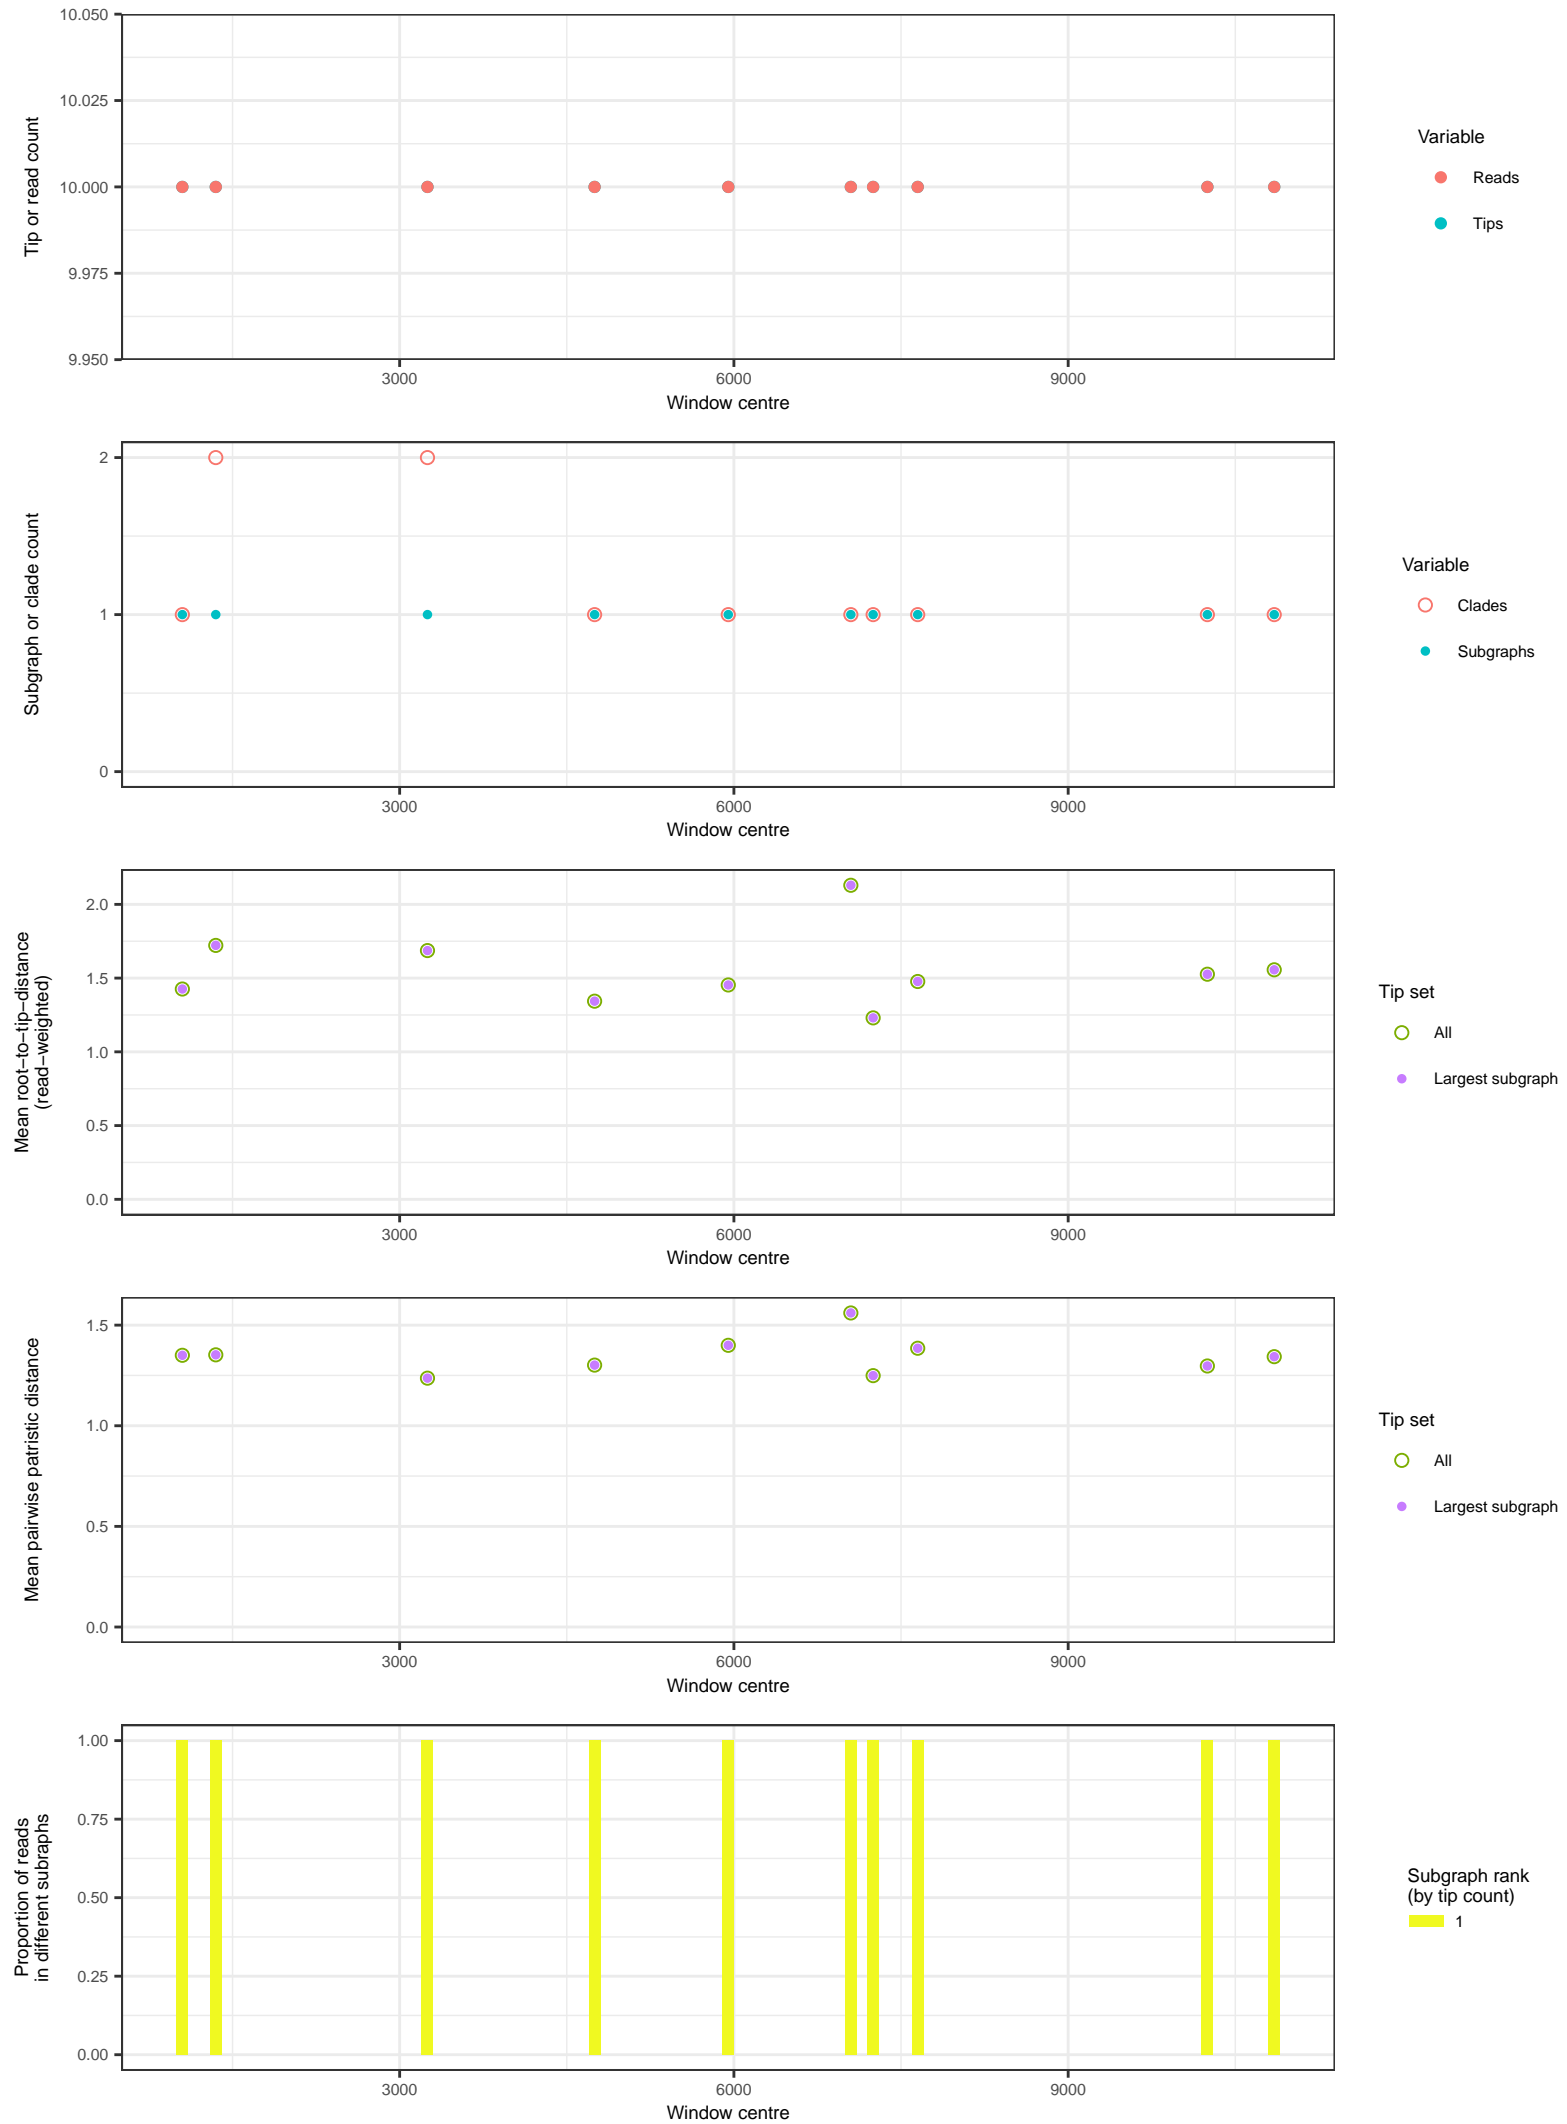 10.050
10.025
10.000
9.975
9.950
Tip or read count
3000
6000
9000
Window centre
Variable
Reads
Tips
2
1
0
Subgraph or clade count
3000
6000
9000
Window centre
Variable
Clades
Subgraphs
2.0
1.5
1.0
0.5
0.0
Mean root−to−tip−distance
(read−weighted)
3000
6000
9000
Window centre
Tip set
All
Largest subgraph
1.5
1.0
0.5
0.0
Mean pairwise patristic distance
3000
6000
9000
Window centre
Tip set
All
Largest subgraph
1.00
0.75
0.50
0.25
0.00
Proportion of reads
in different subraphs
3000
6000
9000
Window centre
Subgraph rank
(by tip count)
1